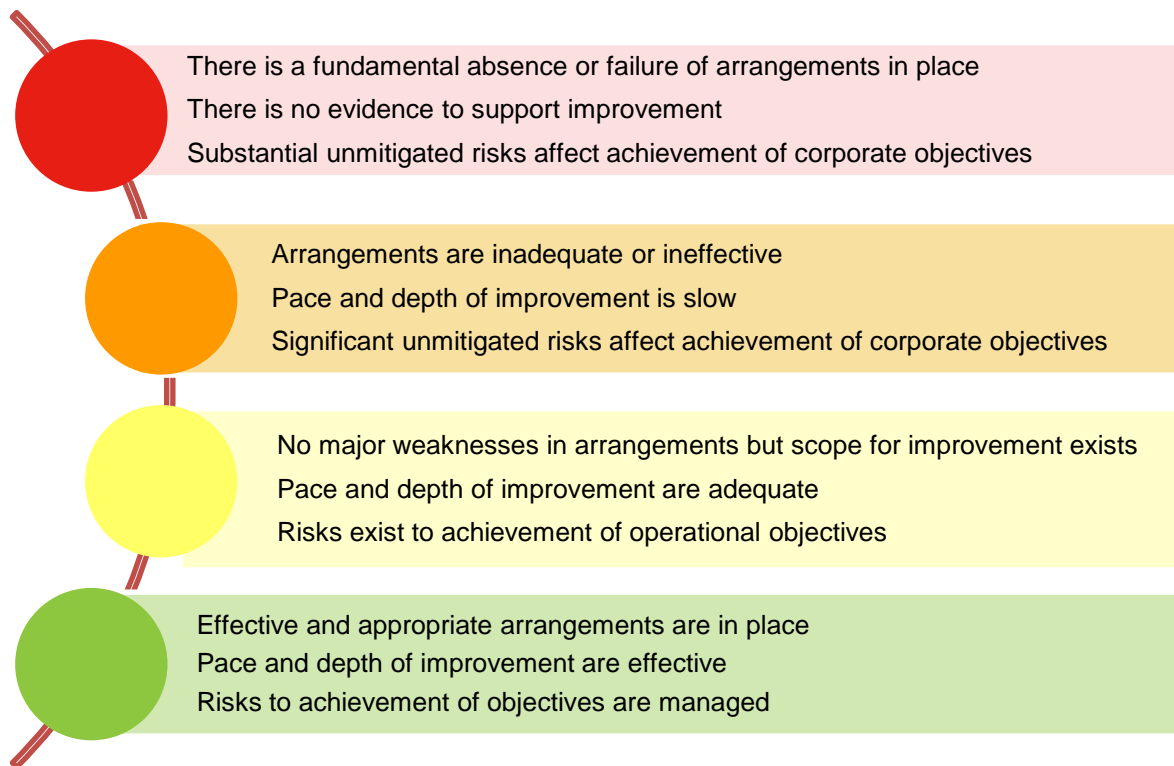 There is a fundamental absence or failure of arrangements in place
There is no evidence to support improvement
Substantial unmitigated risks affect achievement of corporate objectives
Arrangements are inadequate or ineffective
Pace and depth of improvement is slow
Significant unmitigated risks affect achievement of corporate objectives
No major weaknesses in arrangements but scope for improvement exists
Pace and depth of improvement are adequate
Risks exist to achievement of operational objectives
Effective and appropriate arrangements are in place
Pace and depth of improvement are effective
Risks to achievement of objectives are managed